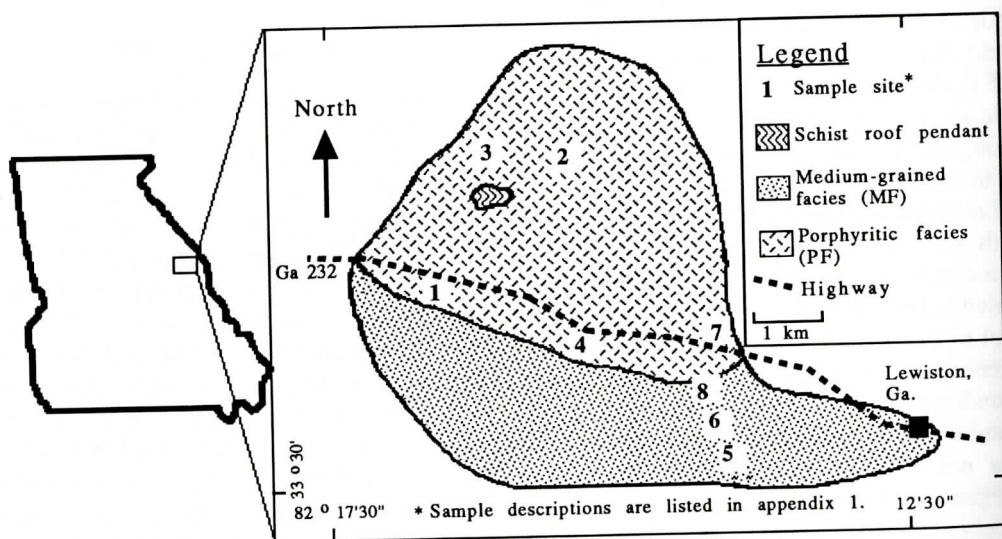 Legend
1 Sample site*
Schist roof pendant
Medium-grained
facies (MF)
Porphyritic facies
(PF)
Highway
1 km
North
3
2
Ga 232
1
4
7
8
6
5
Lewiston,
Ga.
33 o 30'
82 o 17'30"
* Sample descriptions are listed in appendix 1.
12'30"